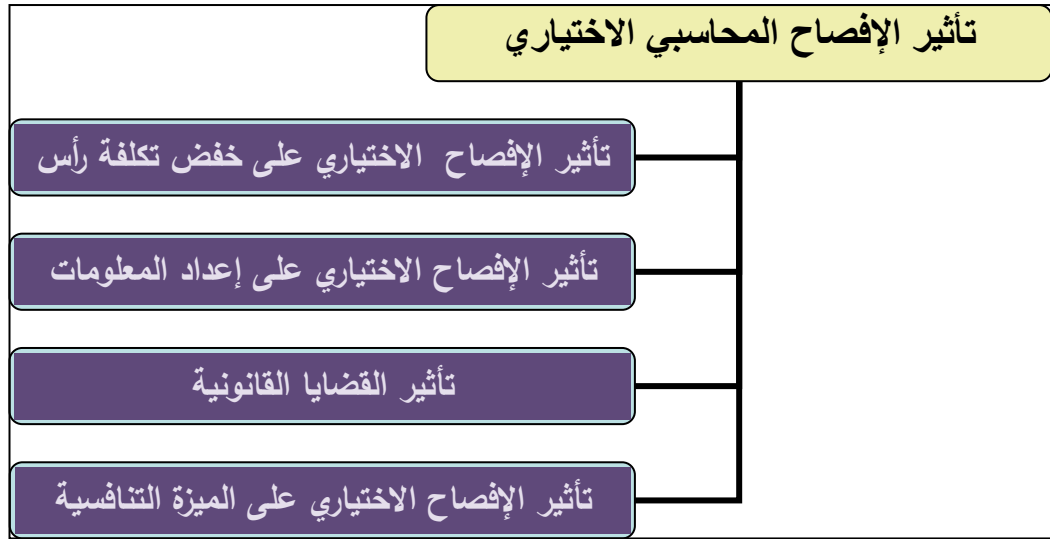 تأثير الإفصاح المحاسبي الاختياري
تأثير الإفصاح الاختياري على خفض تكلفة رأس
تأثير الإفصاح الاختياري على إعداد المعلومات
تأثير القضايا القانونية
تأثير الإفصاح الاختياري على الميزة التنافسية